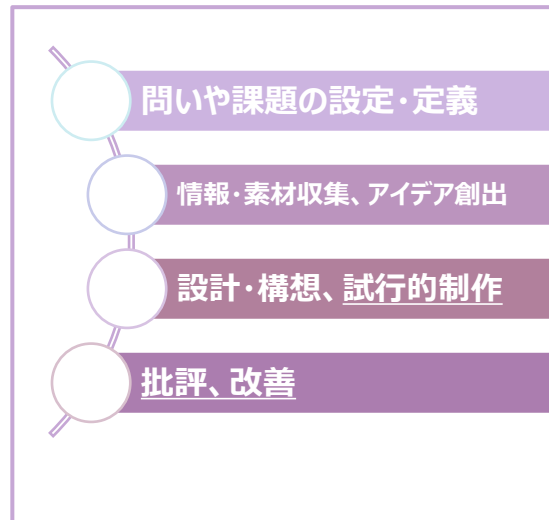 問いや課題の設定・定義
情報・素材収集、アイデア創出
設計・構想、試行的制作
批評、改善